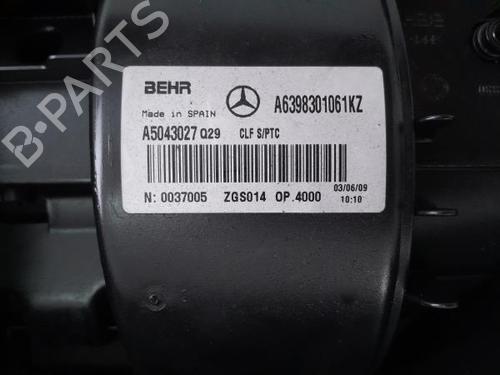 BEHR
A6398301061KZ
Made in SPAIN
A5043027 Q29 CLF S/PTC
N: 0037005 ZGS014 OP.4000
03/06/09
10:10
B-PARTS